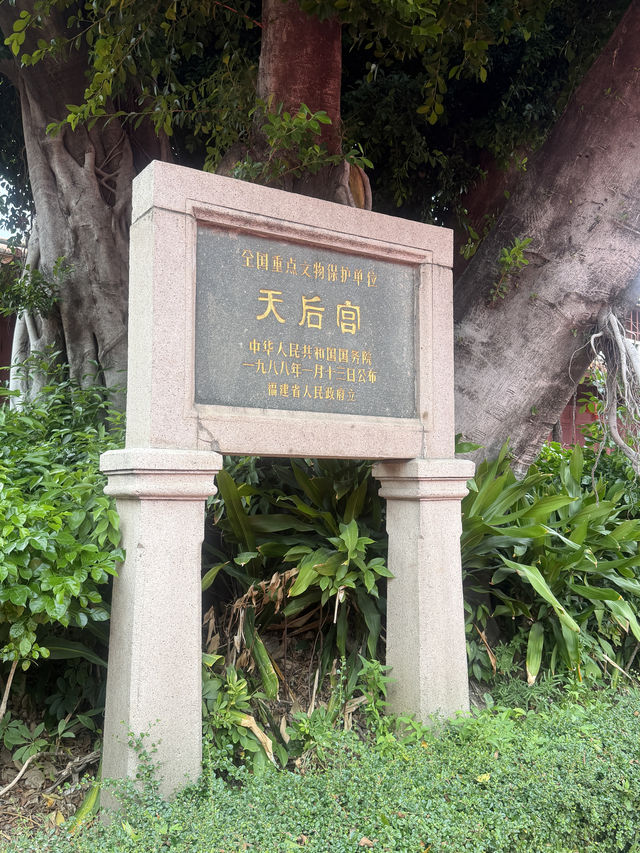 全国重点文物保护单位
天后宫
中华人民共和国国务院
一九八八年一月十三日公布
福建省人民政府立